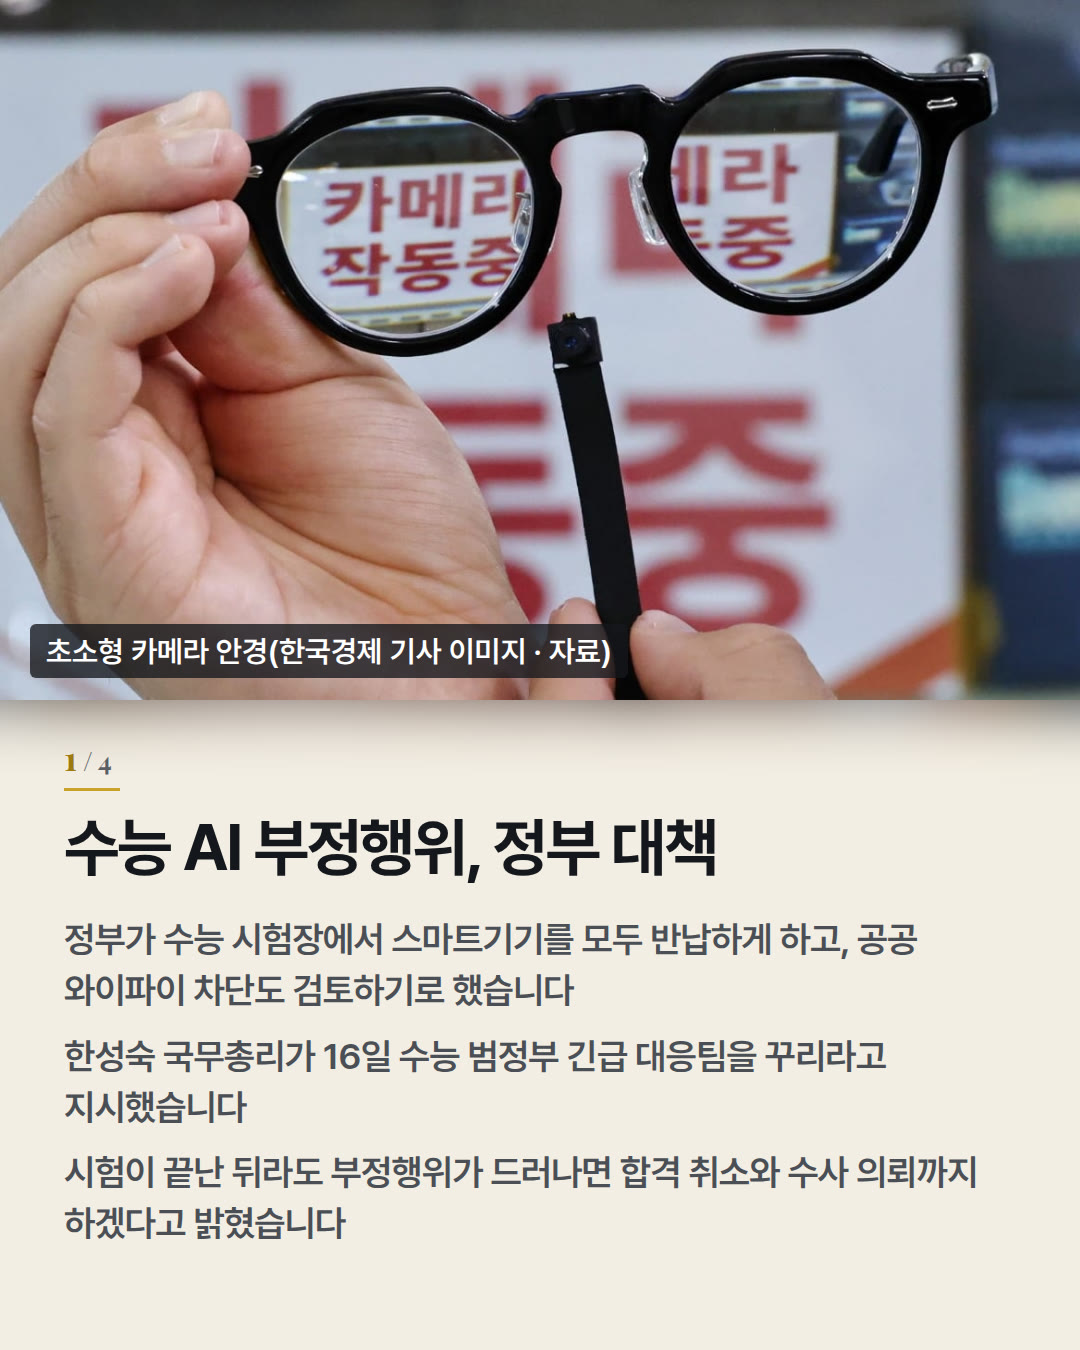 카메라
작동중
메라
중
동중
초소형 카메라 안경(한국경제 기사 이미지 · 자료)
1 / 4
수능 AI 부정행위, 정부 대책
정부가 수능 시험장에서 스마트기기를 모두 반납하게 하고, 공공
와이파이 차단도 검토하기로 했습니다
한성숙 국무총리가 16일 수능 범정부 긴급 대응팀을 꾸리라고
지시했습니다
시험이 끝난 뒤라도 부정행위가 드러나면 합격 취소와 수사 의뢰까지
하겠다고 밝혔습니다